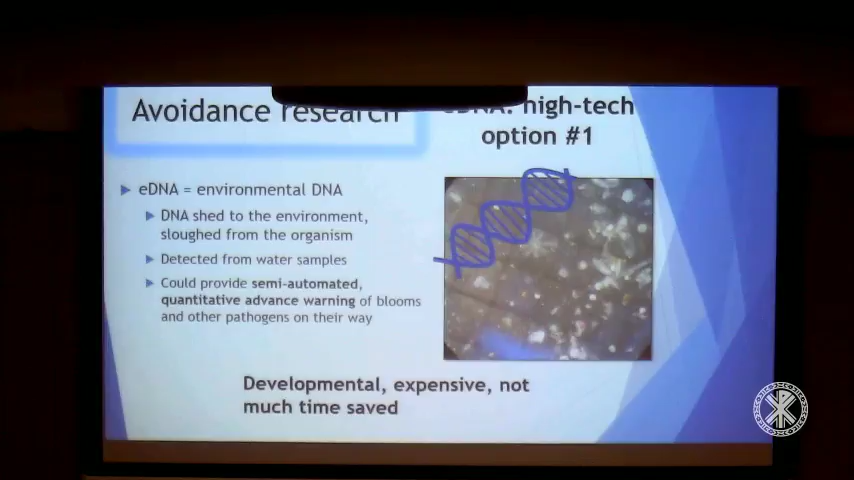 Avoidance research
high-tech
option #1
eDNA = environmental DNA
DNA shed to the environment,
sloughed from the organism
Detected from water samples
Could provide semi-automated,
quantitative advance warning of blooms
and other pathogens on their way
Developmental, expensive, not
much time saved